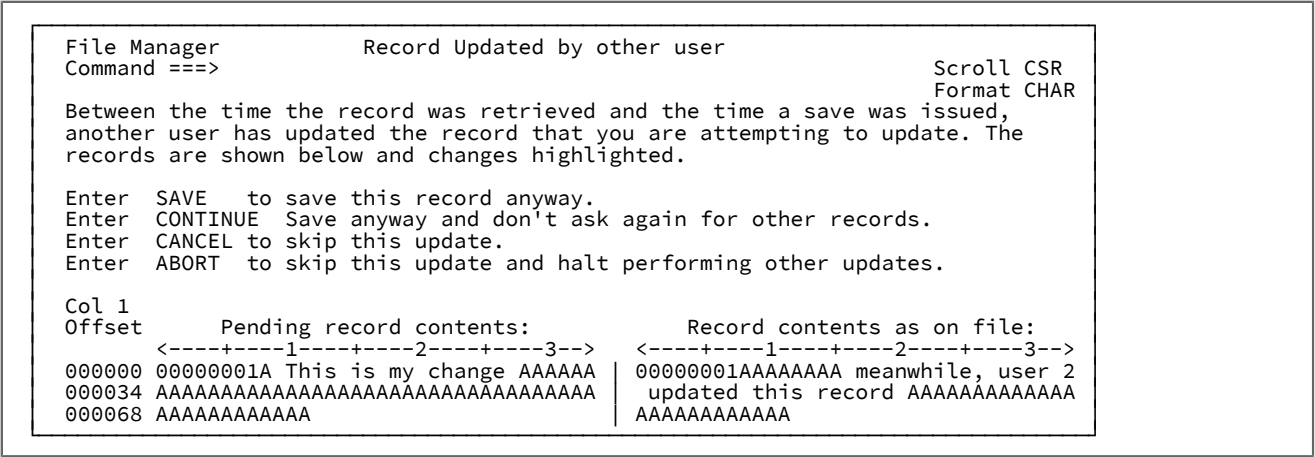 File Manager Record Updated by other user
Command ===> Scroll CSR
Format CHAR
Between the time the record was retrieved and the time a save was issued,
another user has updated the record that you are attempting to update. The
records are shown below and changes highlighted.
Enter SAVE to save this record anyway.
Enter CONTINUE Save anyway and don't ask again for other records.
Enter CANCEL to skip this update.
Enter ABORT to skip this update and halt performing other updates.
Col 1
Offset Pending record contents: Record contents as on file:
<----+----1----+----2----+----3--> <----+----1----+----2----+----3-->
000000 00000001A This is my change AAAAAA | 00000001AAAAAAAA meanwhile, user 2
000034 AAAAAAAAAAAAAAAAAAAAAAAAAAAAAAAAAA | updated this record AAAAAAAAAAAAA
000068 AAAAAAAAAAAA | AAAAAAAAAAAA